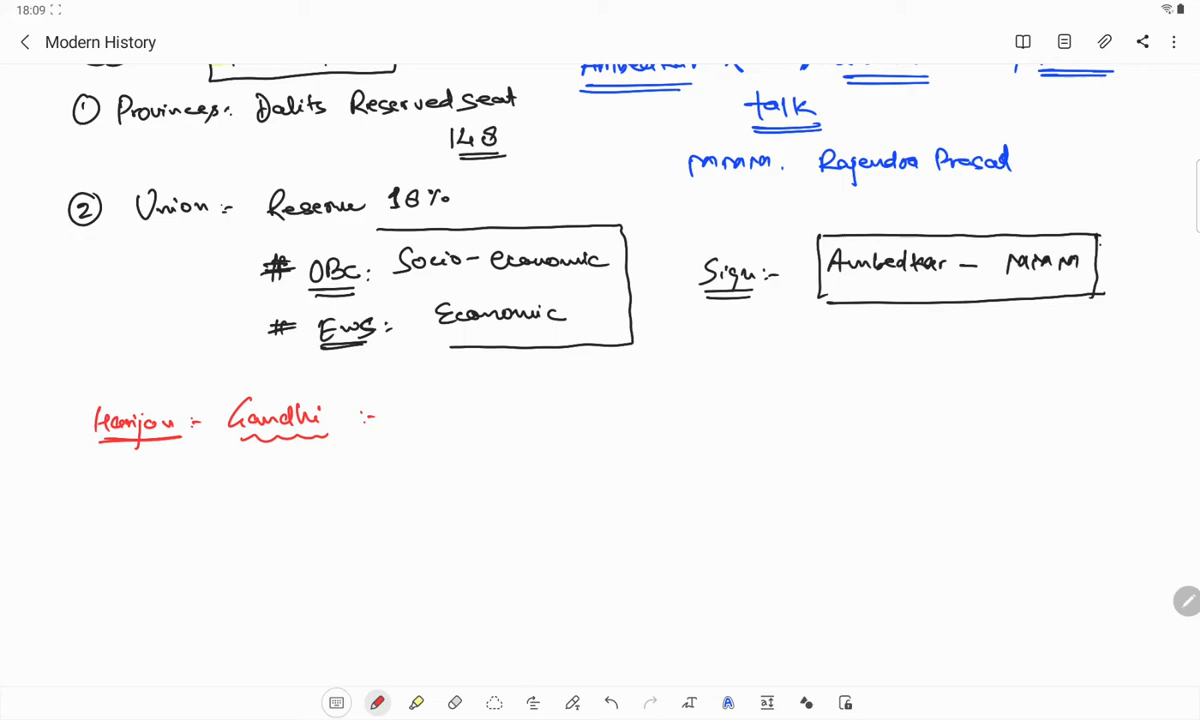 18:09
Modern History
① Provinces:- Dalits Reserved seat
148
② Union:- Reserve 18%
# OBC: Socio-economic
# EWS: Economic
Ambedkar
talk
MMM. Rajendra Prasad
Sign:- Ambedkar - MMM
Harijan:- Gandhi :-